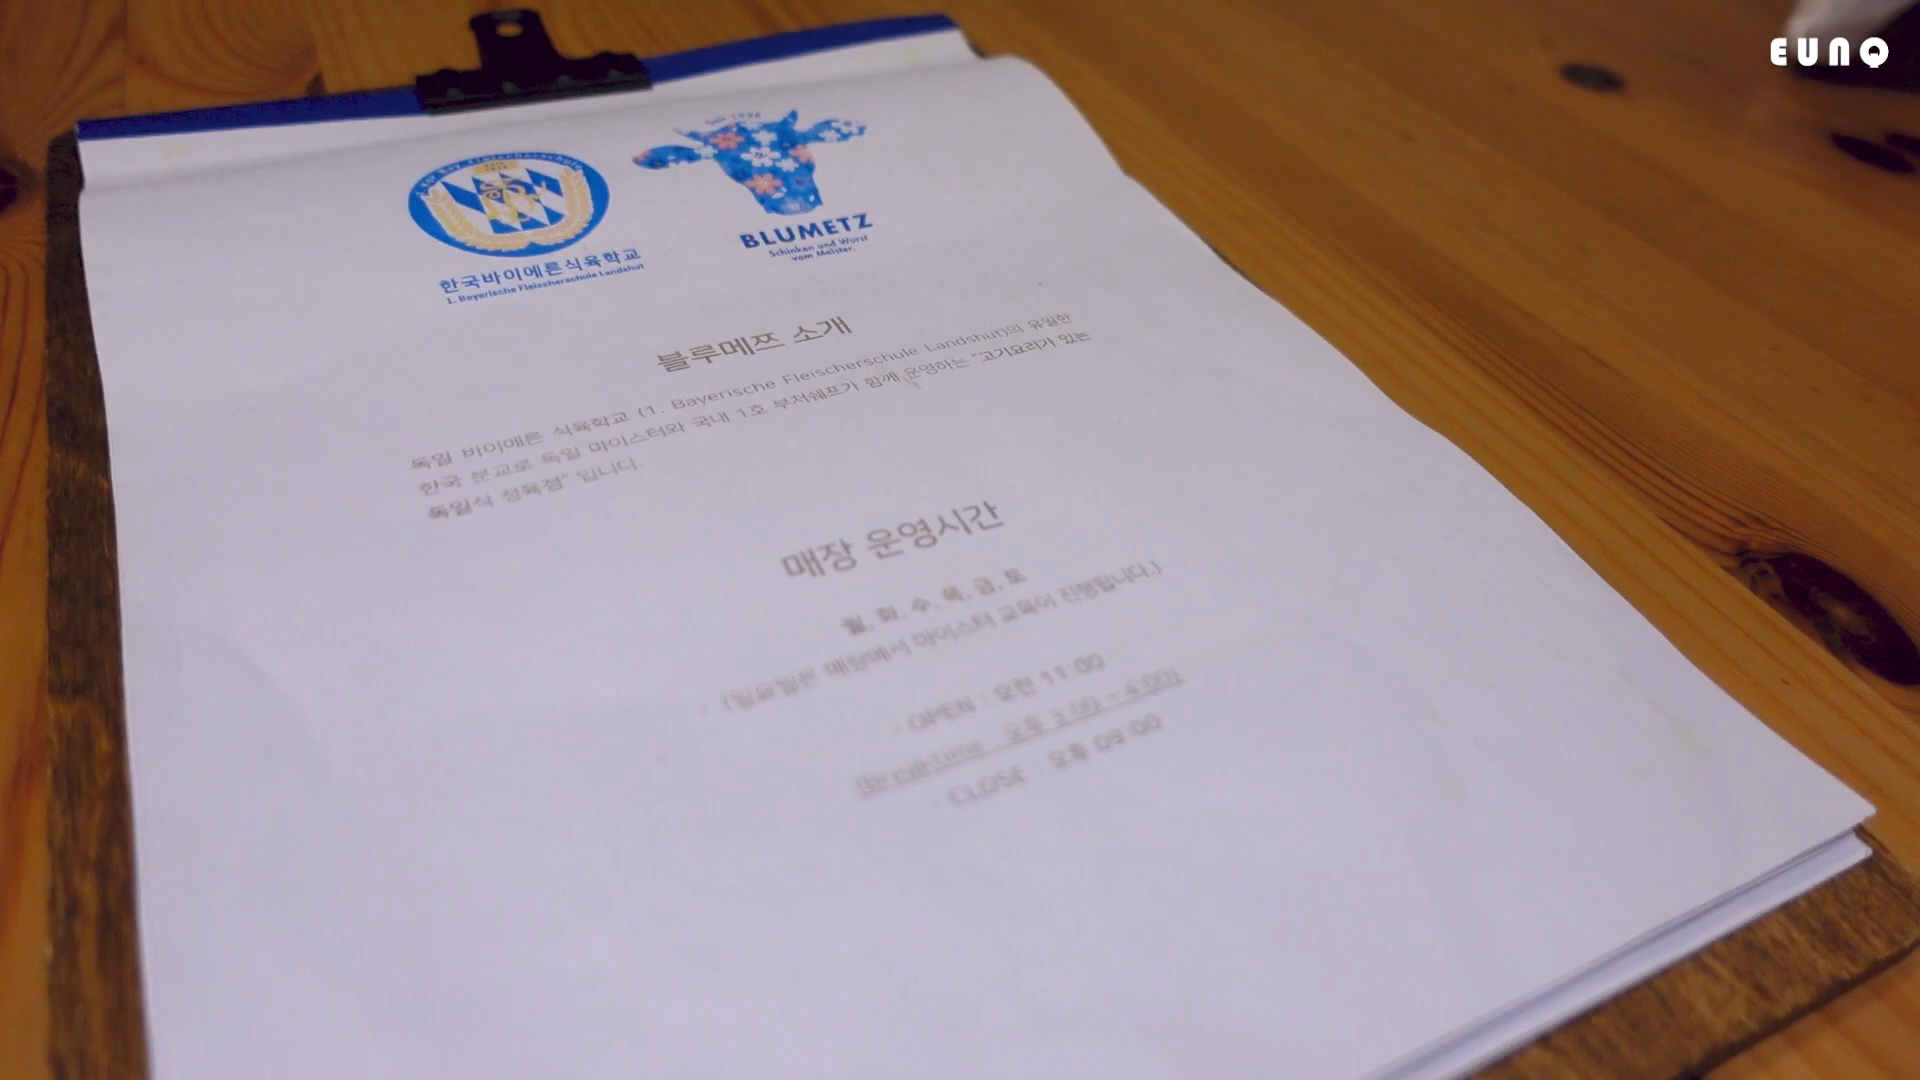 EUNQ
한국바이에른식육학교
1. Bayerische Fleischerschule Landshut
BLUMETZ
Schinken und Wurst
vom Meister.
블루메쯔 소개
독일 바이에른 식육학교 (1. Bayerische Fleischerschule Landshut)의 유일한
한국 분교로 독일 마이스터와 국내 1호 부처쉐프가 함께 운영하는 "고기요리가 있는
독일식 정육점" 입니다.
매장 운영시간
월, 화, 수, 목, 금, 토
(일요일은 매장에서 마이스터 교육이 진행됩니다.)
OPEN : 오전 11:00
(breaktime : 오후 3:00 - 4:00)
CLOSE : 오후 09:00